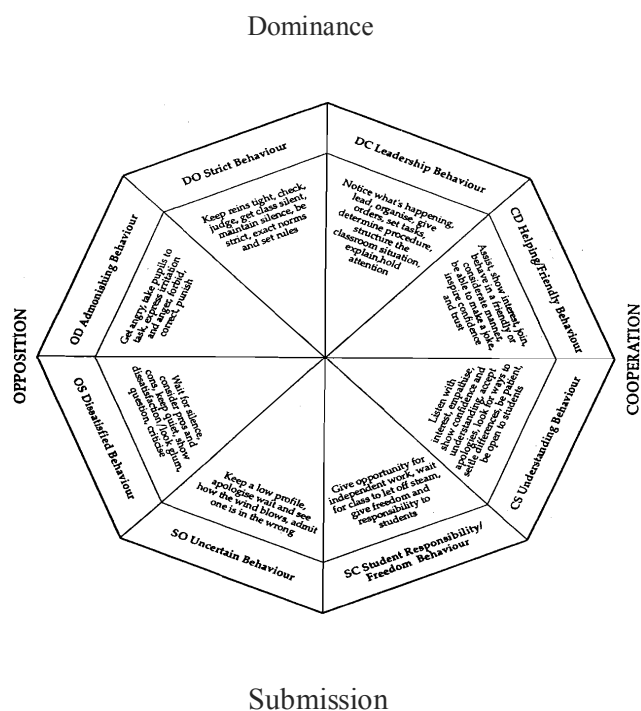 Dominance
DO Strict Behaviour
Keep reins tight, check,
judge, get class silent,
maintain silence, be
strict, exact norms
and set rules
DC Leadership Behaviour
Notice what's happening,
lead, organise, give
orders, set tasks,
determine procedure,
structure the
classroom situation,
explain,hold
attention
CD Helping/Friendly Behaviour
Assist, show interest, join,
behave in a friendly or
considerate manner,
be able to make a joke,
inspire confidence
and trust
COOPERATION
CS Understanding Behaviour
Listen with
interest, empathise,
show confidence and
understanding, accept
apologies, look for ways to
settle differences, be patient,
be open to students
SC Student Responsibility/
Freedom Behaviour
Give opportunity for
independent work, wait
for class to let off steam,
give freedom and
responsibility to
students
SO Uncertain Behaviour
Keep a low profile,
apologise wait and see
how the wind blows, admit
one is in the wrong
OS Dissatisfied Behaviour
Wait for silence,
consider pros and
cons, keep quiet, show
dissatisfaction/look glum,
question, criticise
OPPOSITION
OD Admonishing Behaviour
Get angry, take pupils to
task, express irritation
and anger, forbid,
correct, punish
Submission